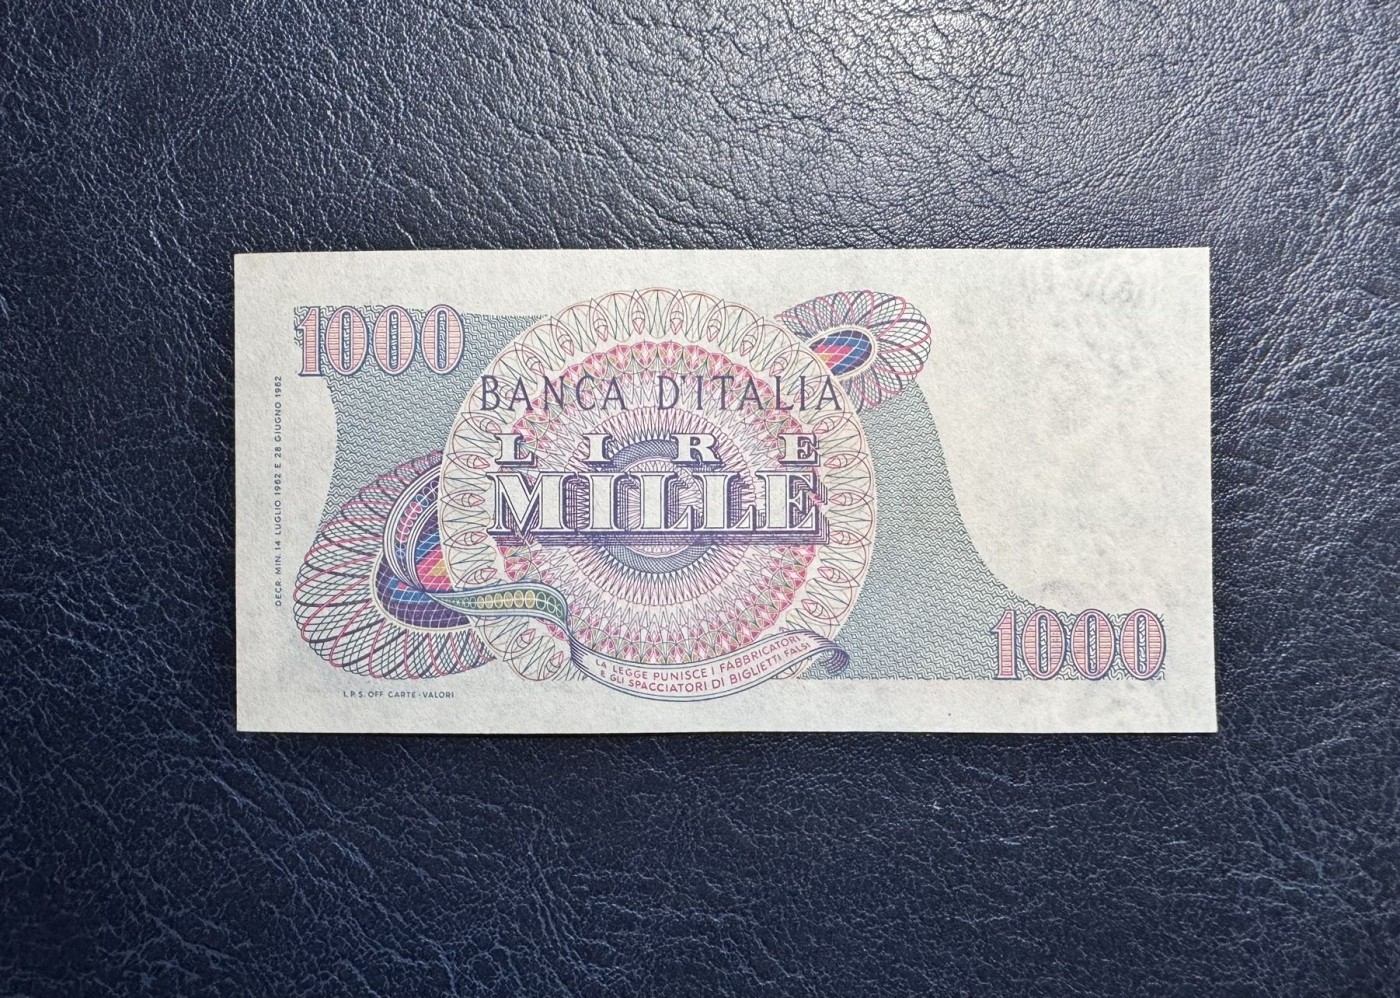 1000
BANCA D'ITALIA
LIRE
MILLE
DECR. MIN. 14 LUGLIO 1962 E 28 GIUGNO 1962
LA LEGGE PUNISCE I FABBRICATORI
E GLI SPACCIATORI DI BIGLIETTI FALSI
1000
I.P.S. OFF. CARTE-VALORI